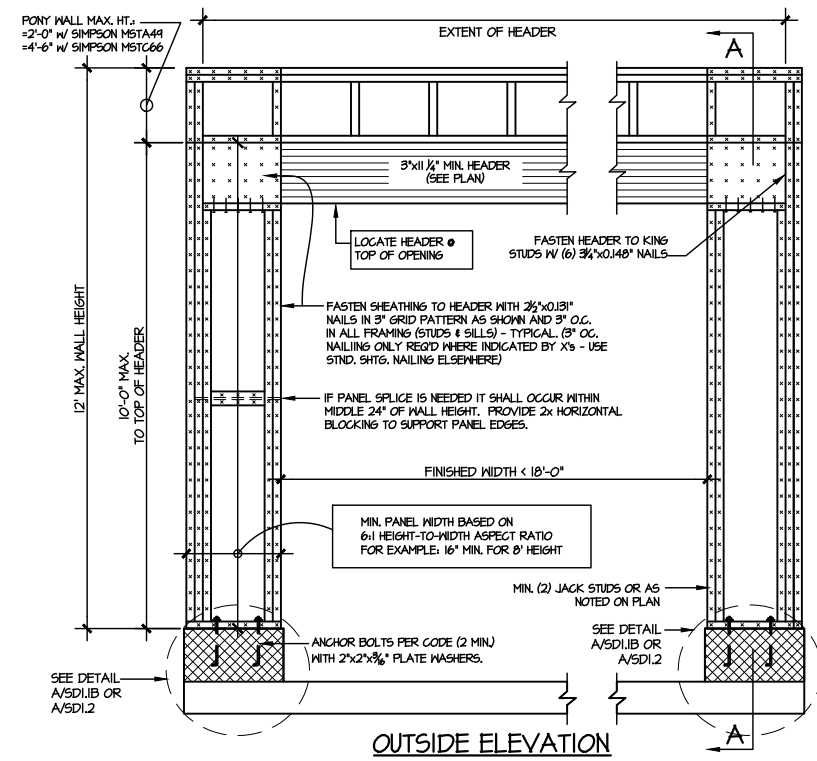 PONY WALL MAX. HT.:
=2'-0" W/ SIMPSON MSTA49
=4'-6" W/ SIMPSON MSTC66
EXTENT OF HEADER
A
3"x11 1/4" MIN. HEADER
(SEE PLAN)
LOCATE HEADER @
TOP OF OPENING
FASTEN HEADER TO KING
STUDS W/ (6) 3 1/4"x0.148" NAILS
12' MAX. WALL HEIGHT
10'-0" MAX.
TO TOP OF HEADER
FASTEN SHEATHING TO HEADER WITH 2 1/2"x0.131"
NAILS IN 3" GRID PATTERN AS SHOWN AND 3" O.C.
IN ALL FRAMING (STUDS & SILLS) - TYPICAL. (3" OC.
NAILIING ONLY REQ'D WHERE INDICATED BY X's - USE
STND. SHTG. NAILING ELSEWHERE)
IF PANEL SPLICE IS NEEDED IT SHALL OCCUR WITHIN
MIDDLE 24" OF WALL HEIGHT. PROVIDE 2x HORIZONTAL
BLOCKING TO SUPPORT PANEL EDGES.
FINISHED WIDTH < 18'-0"
MIN. PANEL WIDTH BASED ON
6:1 HEIGHT-TO-WIDTH ASPECT RATIO
FOR EXAMPLE: 16" MIN. FOR 8' HEIGHT
MIN. (2) JACK STUDS OR AS
NOTED ON PLAN
SEE DETAIL
A/SD1.1B OR
A/SD1.2
ANCHOR BOLTS PER CODE (2 MIN.)
WITH 2"x2"x3/16" PLATE WASHERS.
SEE DETAIL
A/SD1.1B OR
A/SD1.2
A
OUTSIDE ELEVATION